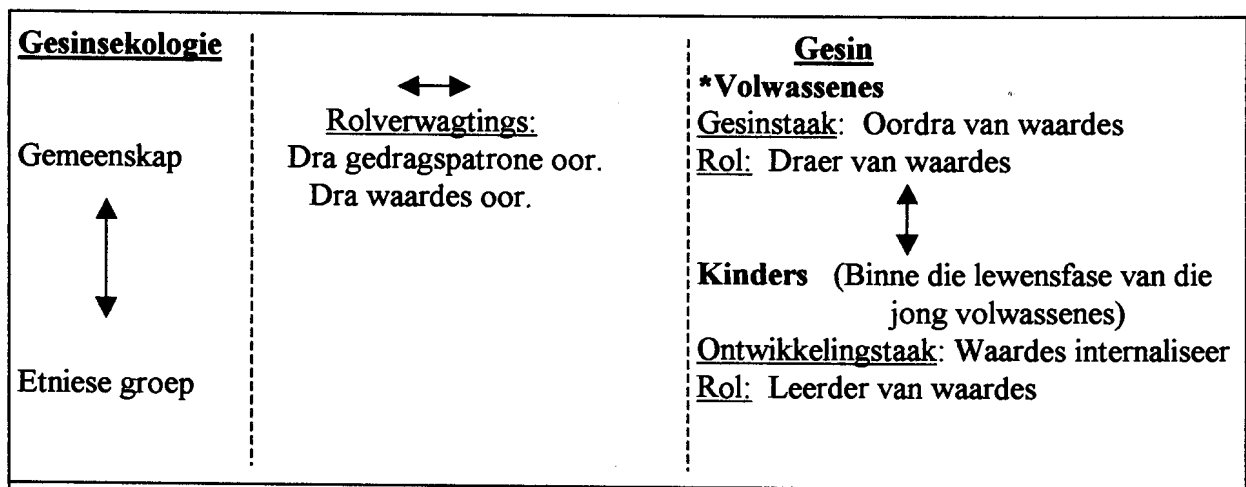 Gesinsekologie
Gemeenskap
Etniese groep
Rolverwagtings:
Dra gedragspatrone oor.
Dra waardes oor.
Gesin
*Volwassenes
Gesinstaak: Oordra van waardes
Rol: Draer van waardes
Kinders (Binne die lewensfase van die
jong volwassenes)
Ontwikkelingstaak: Waardes internaliseer
Rol: Leerder van waardes